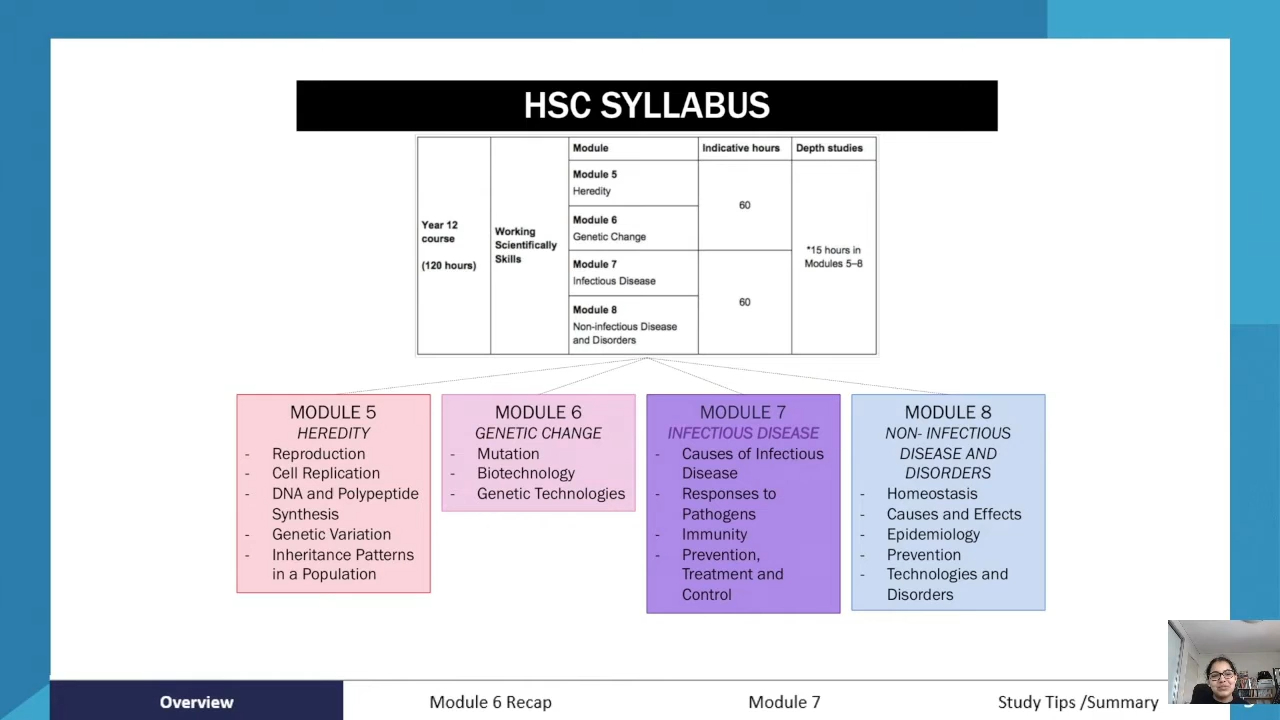 HSC SYLLABUS
Module
Indicative hours
Depth studies
Year 12
course
(120 hours)
Working
Scientifically
Skills
Module 5
Heredity
Module 6
Genetic Change
60
Module 7
Infectious Disease
Module 8
Non-infectious Disease
and Disorders
60
*15 hours in
Modules 5–8
MODULE 5
HEREDITY
- Reproduction
- Cell Replication
- DNA and Polypeptide
Synthesis
- Genetic Variation
- Inheritance Patterns
in a Population
MODULE 6
GENETIC CHANGE
- Mutation
- Biotechnology
- Genetic Technologies
MODULE 7
INFECTIOUS DISEASE
- Causes of Infectious
Disease
- Responses to
Pathogens
- Immunity
- Prevention,
Treatment and
Control
MODULE 8
NON- INFECTIOUS
DISEASE AND
DISORDERS
- Homeostasis
- Causes and Effects
- Epidemiology
- Prevention
- Technologies and
Disorders
Overview
Module 6 Recap
Module 7
Study Tips /Summary